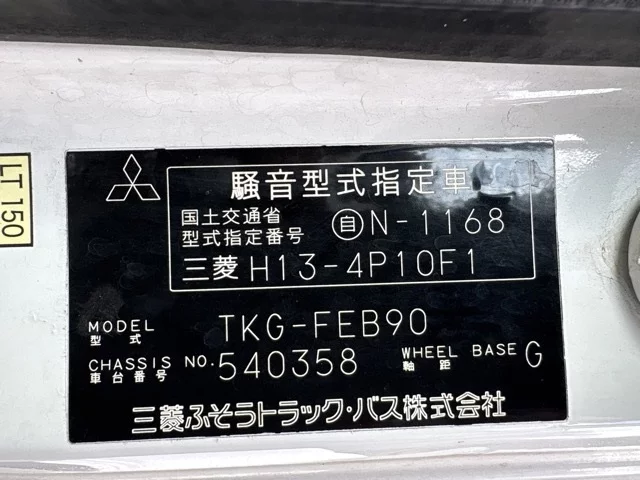 騒音型式指定車
国土交通省
型式指定番号 自N-1168
三菱 H13-4P10F1
MODEL TKG-FEB90
型式
CHASSIS NO. 540358 WHEEL BASE G
車台番号 軸距
三菱ふそうトラック・バス株式会社
LT 150